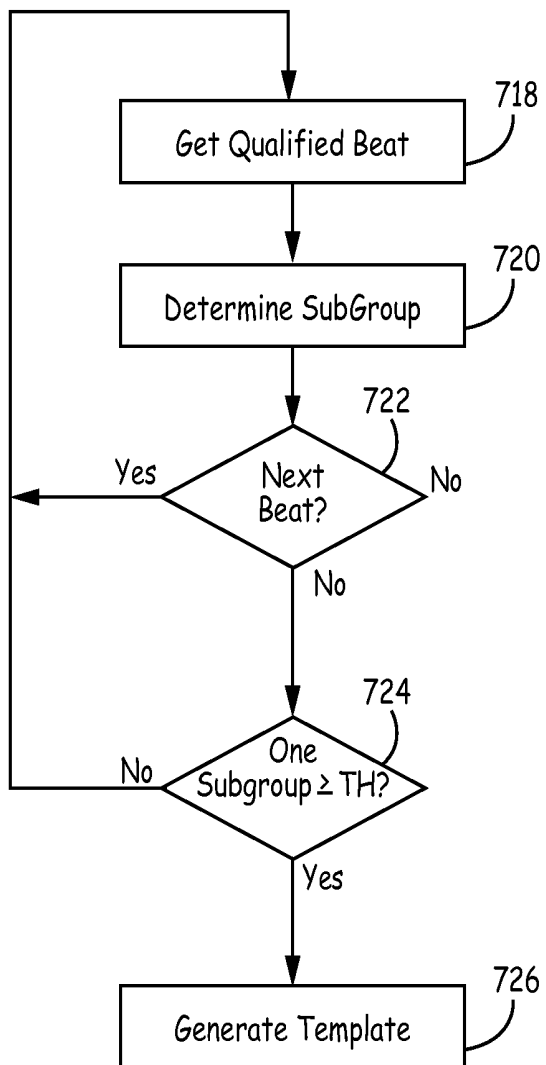 718
Get Qualified Beat
720
Determine SubGroup
722
Yes
Next
Beat?
No
No
724
One
Subgroup ≥ TH?
No
Yes
726
Generate Template